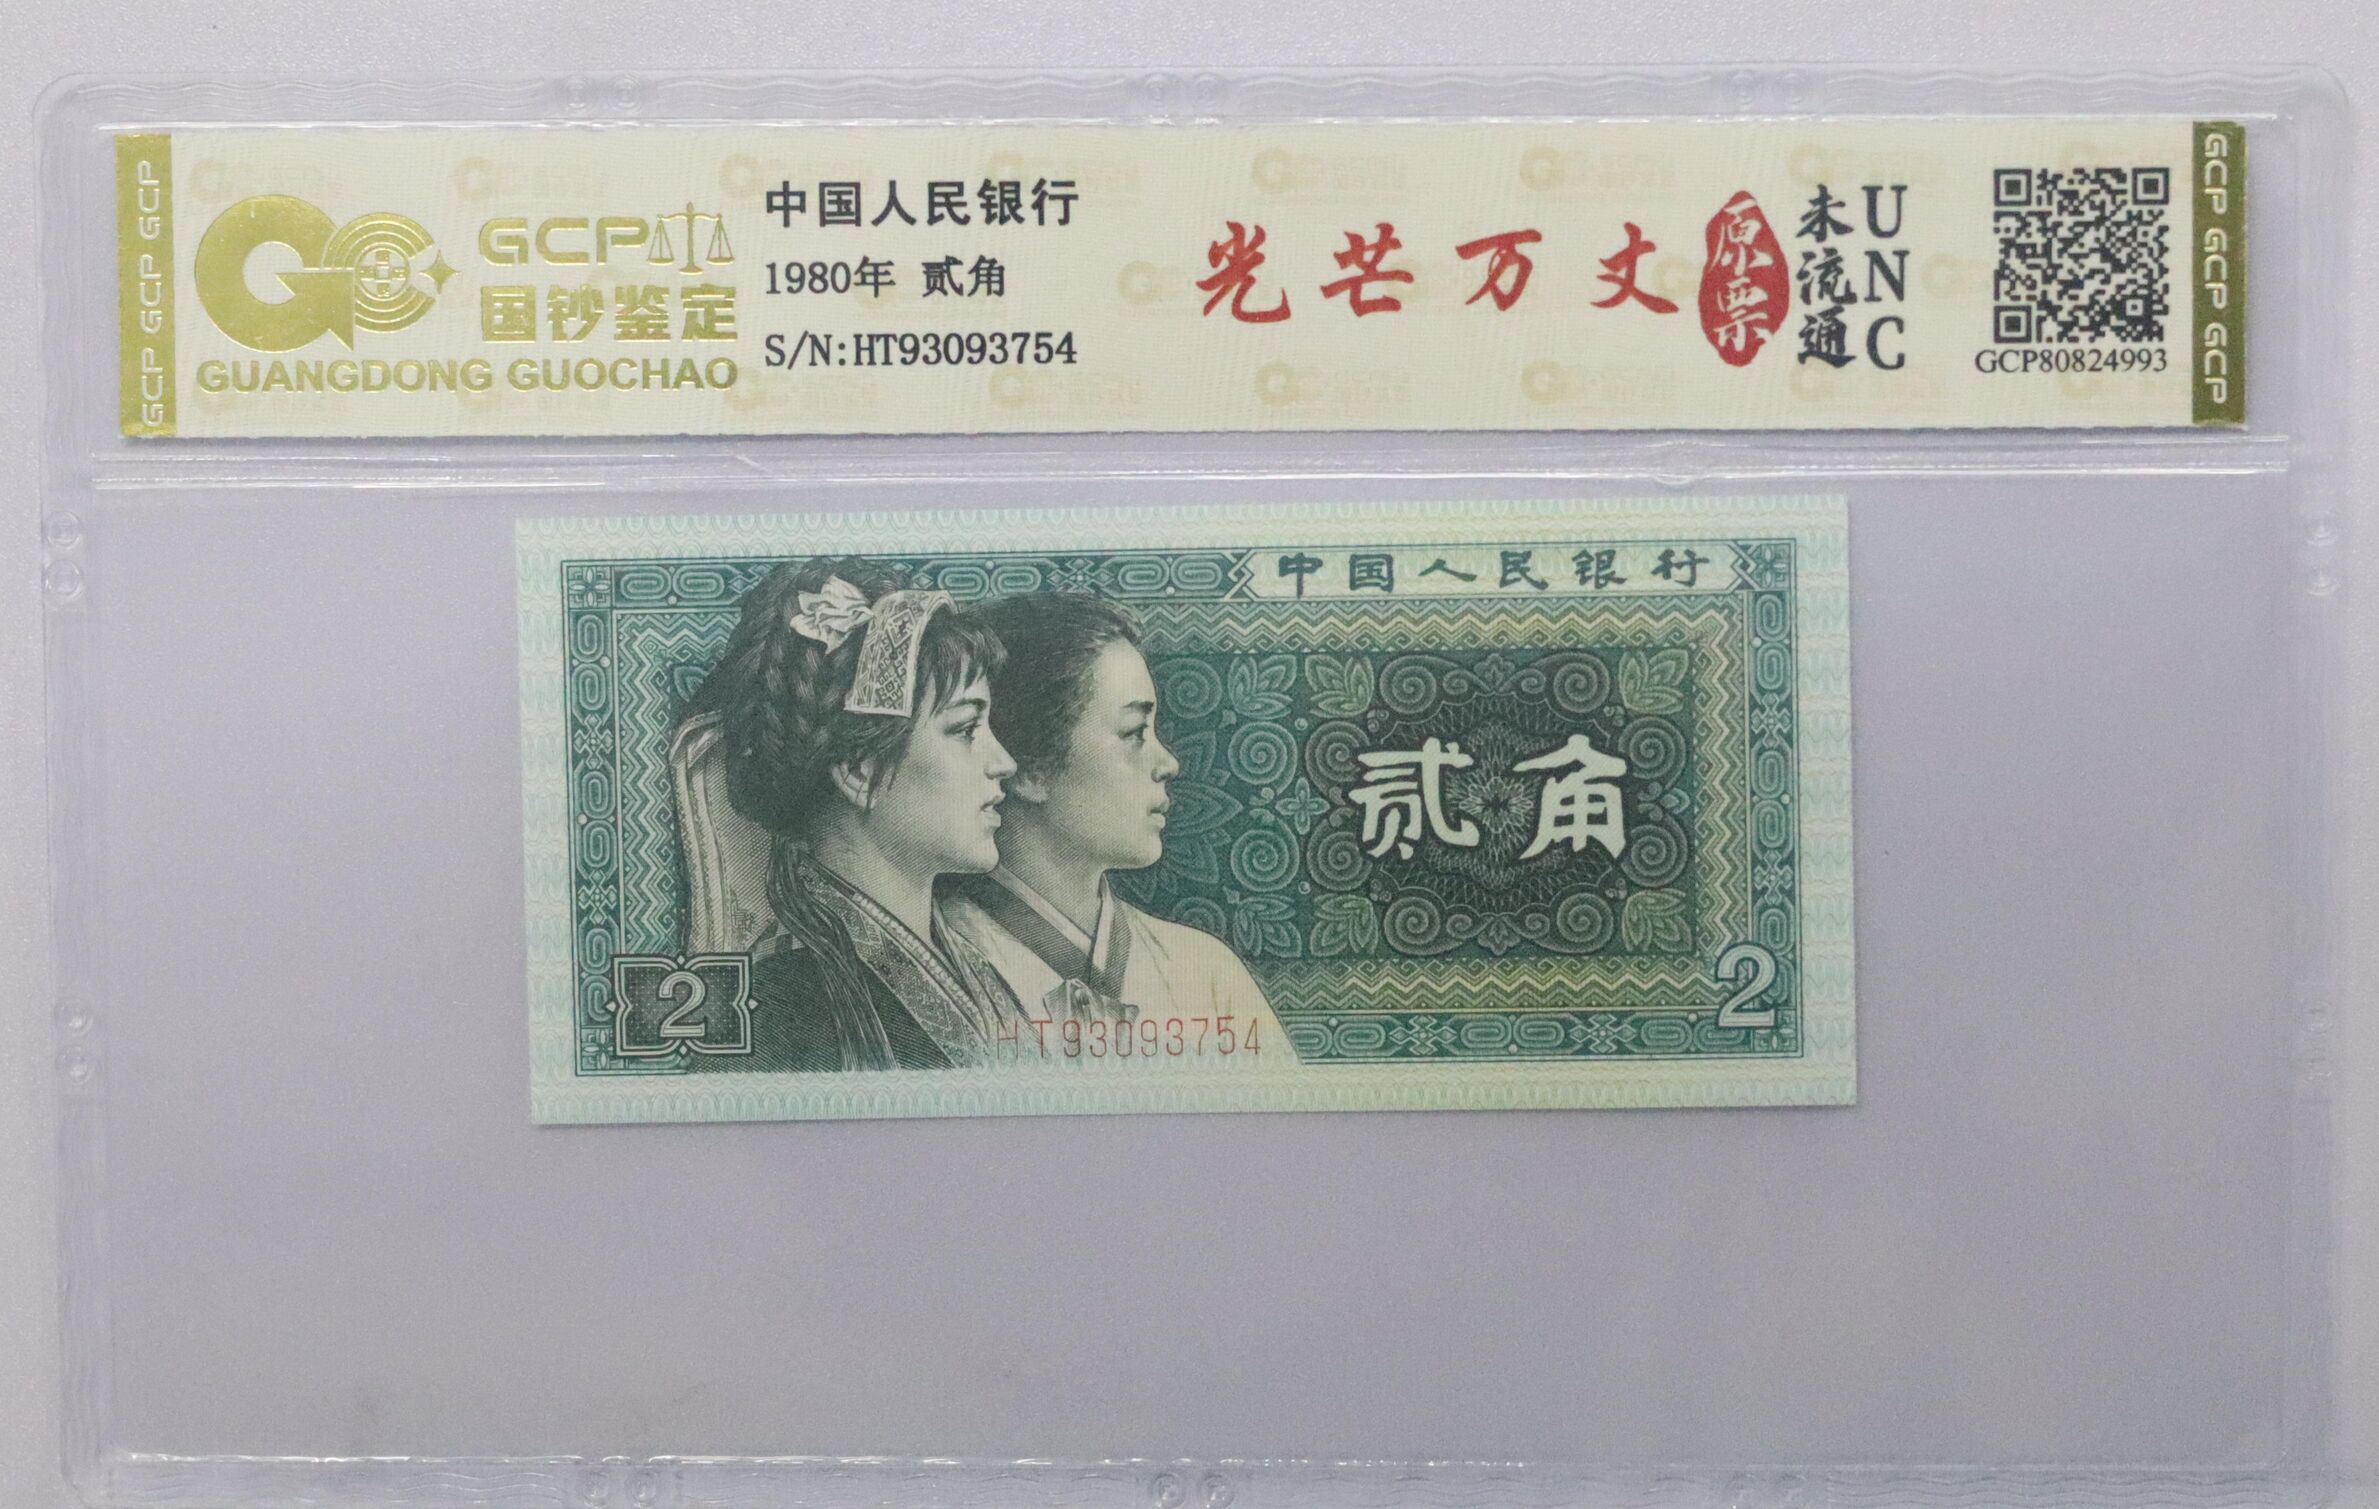 GCP GCP GCP
GCP
国钞鉴定
GUANGDONG GUOCHAO
中国人民银行
1980年 贰角
S/N:HT93093754
光芒万丈
原票
未流通
UNC
GCP80824993
GCP GCP GCP
中国人民银行
贰角
2
2
HT93093754